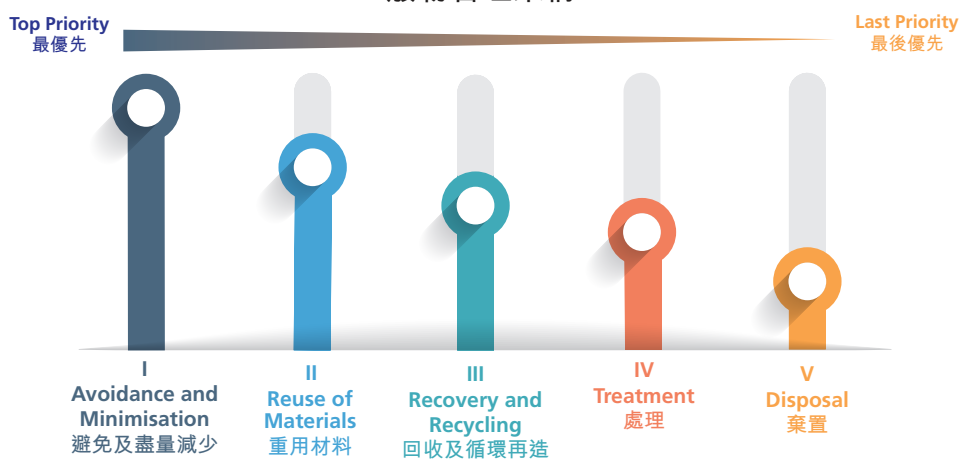 Top Priority
最優先
Last Priority
最後優先
I
Avoidance and
Minimisation
避免及盡量減少
II
Reuse of
Materials
重用材料
III
Recovery and
Recycling
回收及循環再造
IV
Treatment
處理
V
Disposal
棄置